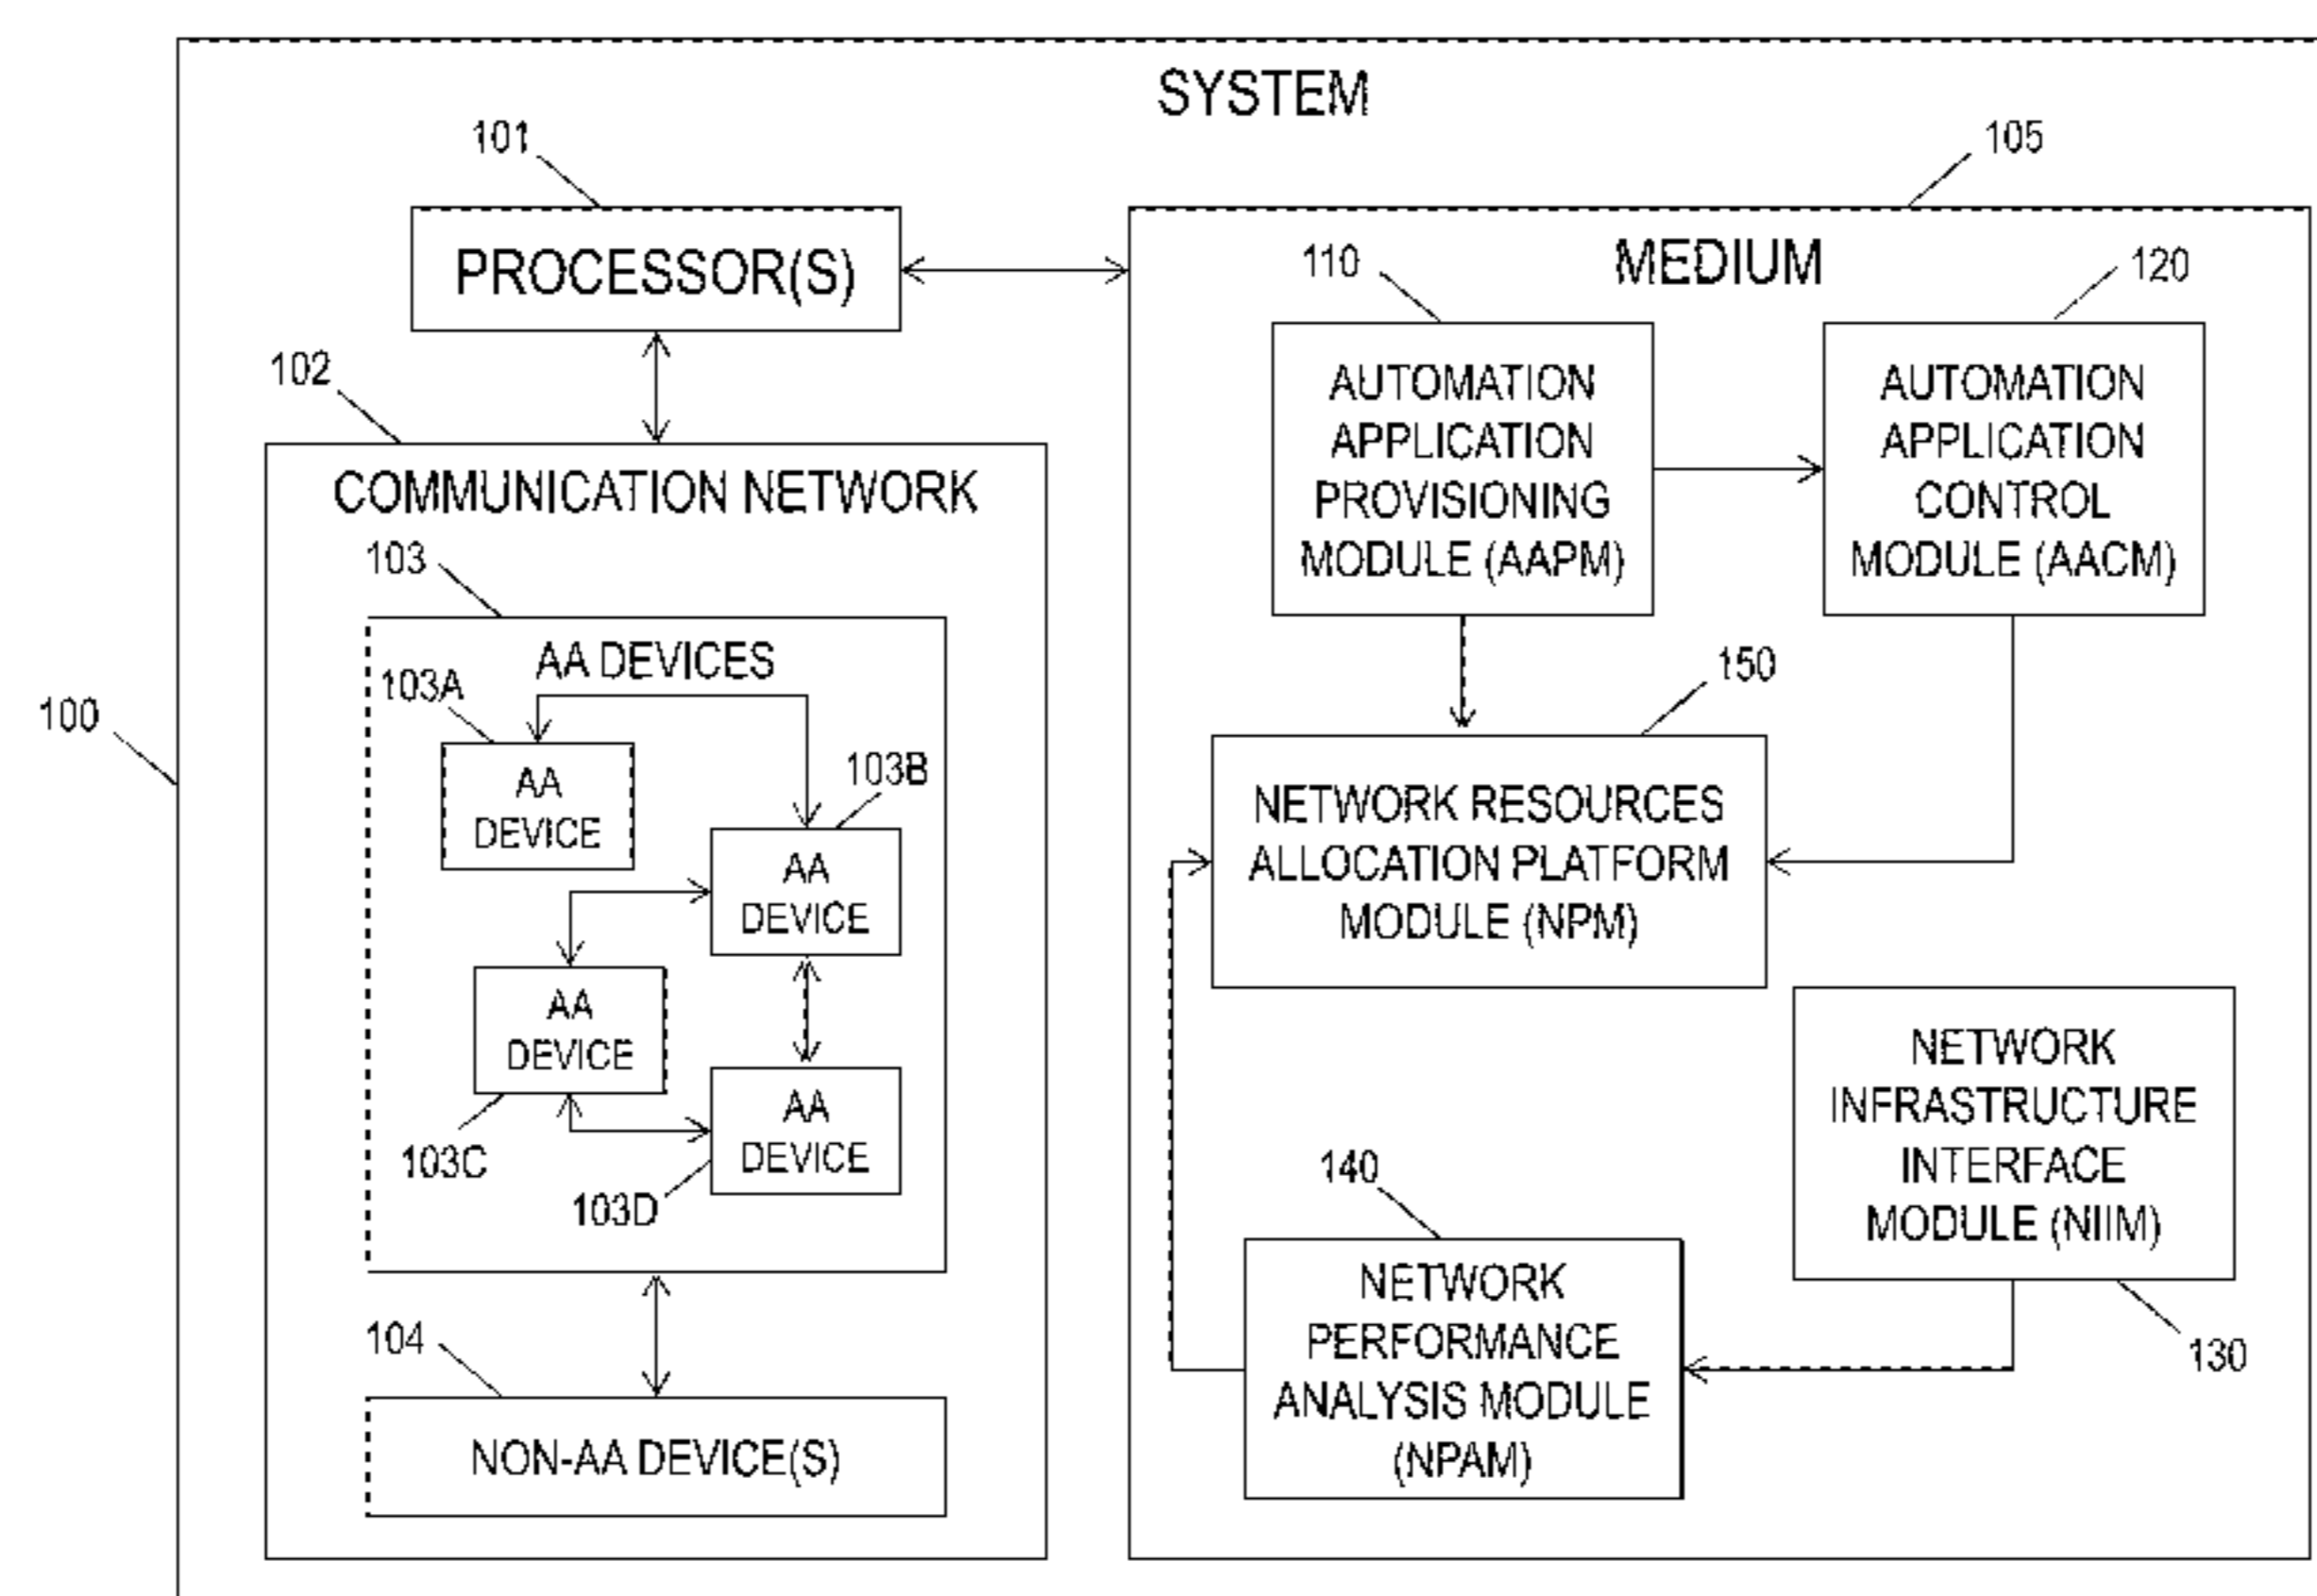 SYSTEM
101
105
PROCESSOR(S)
MEDIUM
110
120
102
AUTOMATION
APPLICATION
PROVISIONING
MODULE (AAPM)
AUTOMATION
APPLICATION
CONTROL
MODULE (AACM)
COMMUNICATION NETWORK
103
AA DEVICES
103A
150
100
AA
DEVICE
103B
AA
DEVICE
NETWORK RESOURCES
ALLOCATION PLATFORM
MODULE (NPM)
AA
DEVICE
103C
AA
DEVICE
103D
NETWORK
INFRASTRUCTURE
INTERFACE
MODULE (NIIM)
140
130
NETWORK
PERFORMANCE
ANALYSIS MODULE
(NPAM)
104
NON-AA DEVICE(S)